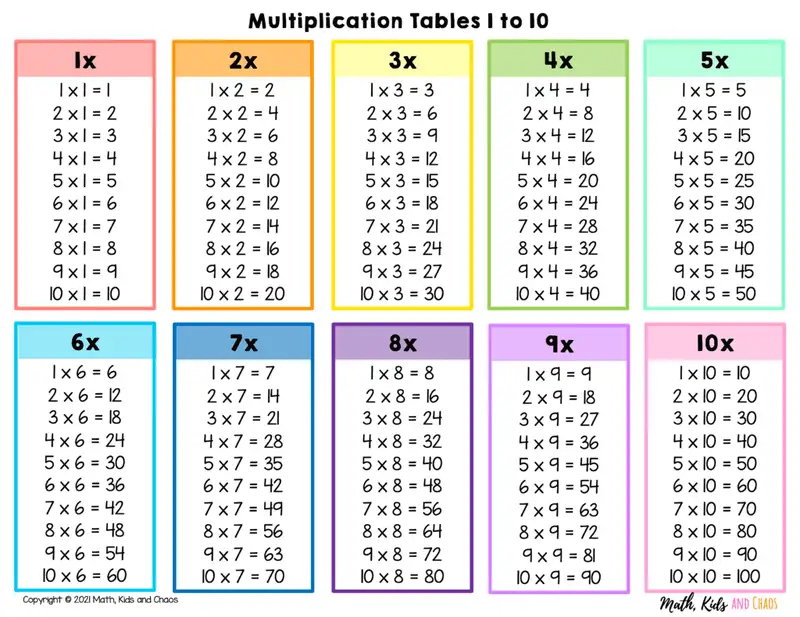 Multiplication Tables 1 to 10
1x
1 x 1 = 1
2 x 1 = 2
3 x 1 = 3
4 x 1 = 4
5 x 1 = 5
6 x 1 = 6
7 x 1 = 7
8 x 1 = 8
9 x 1 = 9
10 x 1 = 10
2x
1 x 2 = 2
2 x 2 = 4
3 x 2 = 6
4 x 2 = 8
5 x 2 = 10
6 x 2 = 12
7 x 2 = 14
8 x 2 = 16
9 x 2 = 18
10 x 2 = 20
3x
1 x 3 = 3
2 x 3 = 6
3 x 3 = 9
4 x 3 = 12
5 x 3 = 15
6 x 3 = 18
7 x 3 = 21
8 x 3 = 24
9 x 3 = 27
10 x 3 = 30
4x
1 x 4 = 4
2 x 4 = 8
3 x 4 = 12
4 x 4 = 16
5 x 4 = 20
6 x 4 = 24
7 x 4 = 28
8 x 4 = 32
9 x 4 = 36
10 x 4 = 40
5x
1 x 5 = 5
2 x 5 = 10
3 x 5 = 15
4 x 5 = 20
5 x 5 = 25
6 x 5 = 30
7 x 5 = 35
8 x 5 = 40
9 x 5 = 45
10 x 5 = 50
6x
1 x 6 = 6
2 x 6 = 12
3 x 6 = 18
4 x 6 = 24
5 x 6 = 30
6 x 6 = 36
7 x 6 = 42
8 x 6 = 48
9 x 6 = 54
10 x 6 = 60
7x
1 x 7 = 7
2 x 7 = 14
3 x 7 = 21
4 x 7 = 28
5 x 7 = 35
6 x 7 = 42
7 x 7 = 49
8 x 7 = 56
9 x 7 = 63
10 x 7 = 70
8x
1 x 8 = 8
2 x 8 = 16
3 x 8 = 24
4 x 8 = 32
5 x 8 = 40
6 x 8 = 48
7 x 8 = 56
8 x 8 = 64
9 x 8 = 72
10 x 8 = 80
9x
1 x 9 = 9
2 x 9 = 18
3 x 9 = 27
4 x 9 = 36
5 x 9 = 45
6 x 9 = 54
7 x 9 = 63
8 x 9 = 72
9 x 9 = 81
10 x 9 = 90
10x
1 x 10 = 10
2 x 10 = 20
3 x 10 = 30
4 x 10 = 40
5 x 10 = 50
6 x 10 = 60
7 x 10 = 70
8 x 10 = 80
9 x 10 = 90
10 x 10 = 100
Copyright © 2021 Math, Kids and Chaos
Math, Kids AND CHAOS